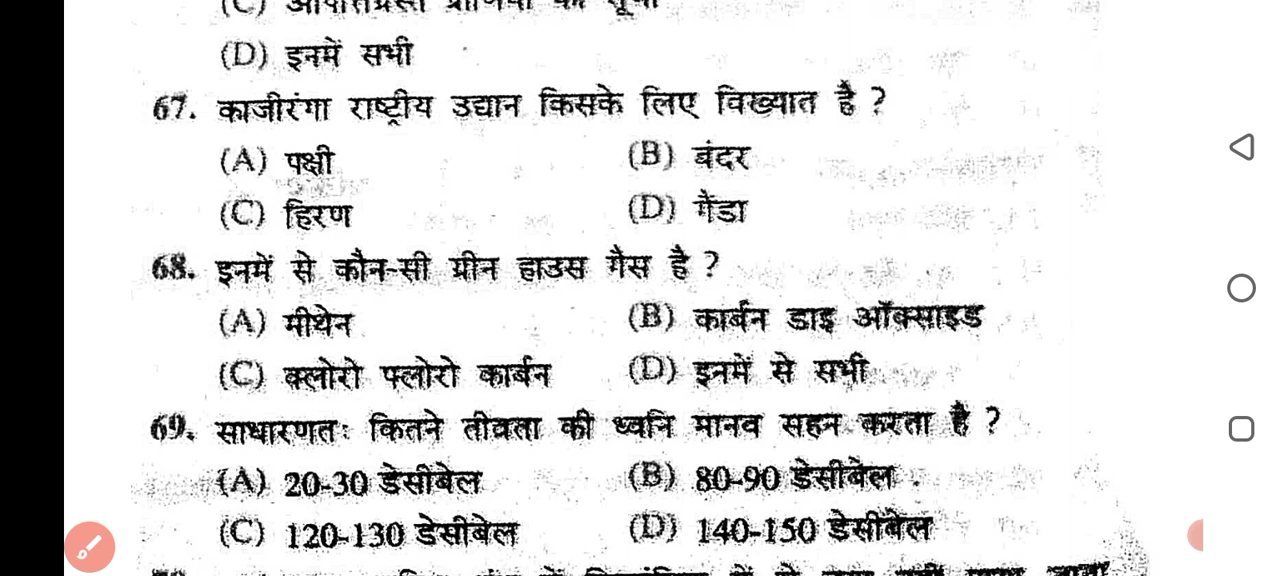 (D) इनमें सभी
67. काजीरंगा राष्ट्रीय उद्यान किसके लिए विख्यात है ?
(A) पक्षी (B) बंदर
(C) हिरण (D) गैंडा
68. इनमें से कौन-सी ग्रीन हाउस गैस है ?
(A) मीथेन (B) कार्बन डाइ ऑक्साइड
(C) क्लोरो फ्लोरो कार्बन (D) इनमें से सभी
69. साधारणतः कितने तीव्रता की ध्वनि मानव सहन करता है ?
(A) 20-30 डेसीबेल (B) 80-90 डेसीबेल
(C) 120-130 डेसीबेल (D) 140-150 डेसीबेल